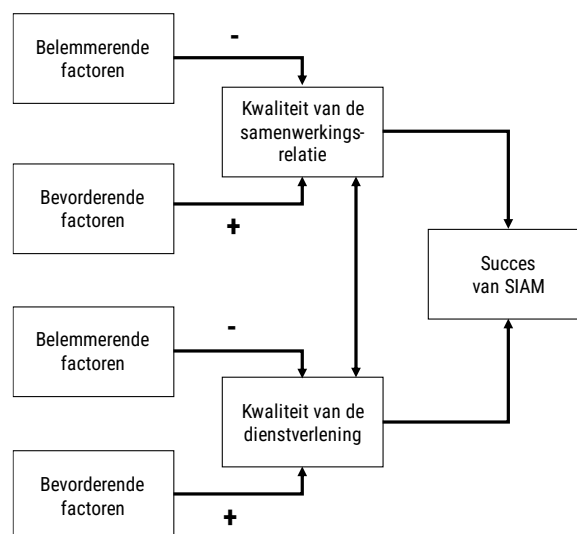 Belemmerende
factoren
-
Kwaliteit van de
samenwerkings-
relatie
Bevorderende
factoren
+
Succes
van SIAM
Belemmerende
factoren
-
Kwaliteit van de
dienstverlening
Bevorderende
factoren
+